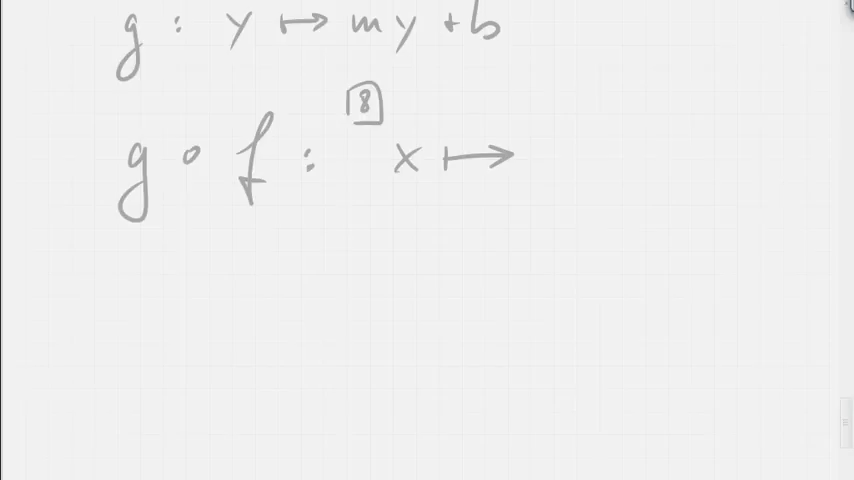 g : y ↦ my + b
8
g ∘ f : x ↦